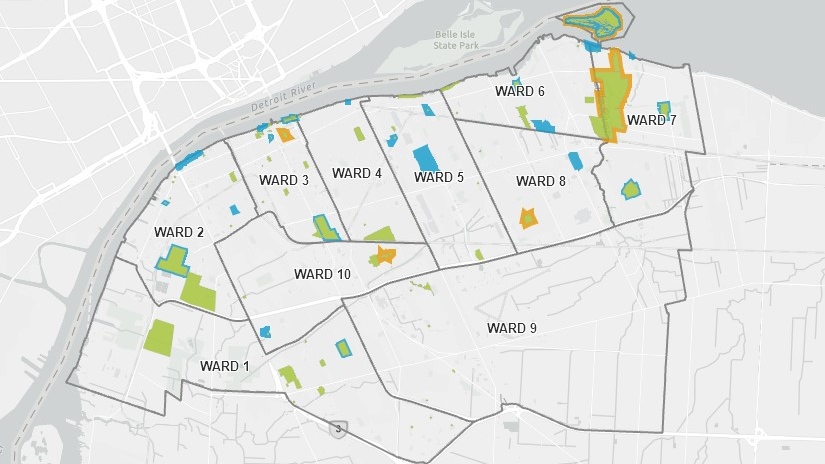 Belle Isle
State Park
Detroit River
WARD 6
WARD 7
WARD 4
WARD 3
WARD 5
WARD 8
WARD 2
WARD 10
WARD 9
WARD 1
3